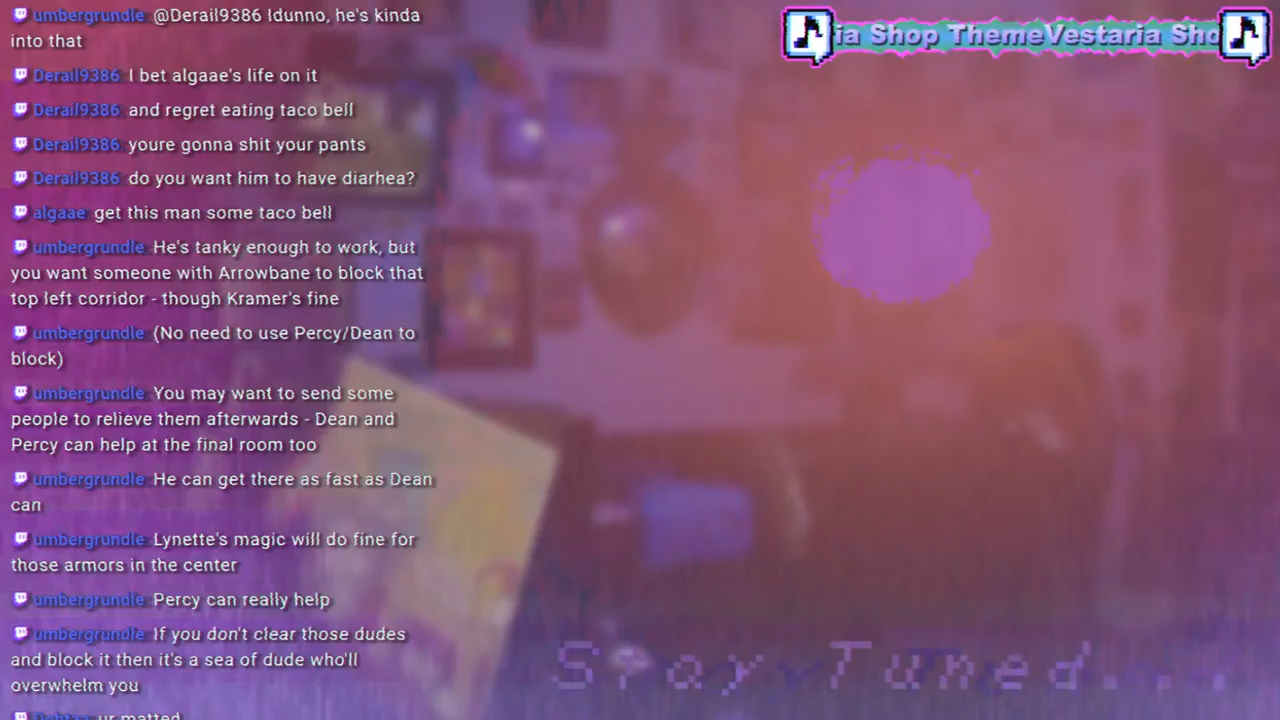 umbergrundle: @Derail9386 Idunno, he's kinda
into that
Derail9386: I bet algaae's life on it
Derail9386: and regret eating taco bell
Derail9386: youre gonna shit your pants
Derail9386: do you want him to have diarhea?
algaae: get this man some taco bell
umbergrundle: He's tanky enough to work, but
you want someone with Arrowbane to block that
top left corridor - though Kramer's fine
umbergrundle: (No need to use Percy/Dean to
block)
umbergrundle: You may want to send some
people to relieve them afterwards - Dean and
Percy can help at the final room too
umbergrundle: He can get there as fast as Dean
can
umbergrundle: Lynette's magic will do fine for
those armors in the center
umbergrundle: Percy can really help
umbergrundle: If you don't clear those dudes
and block it then it's a sea of dude who'll
overwhelm you
ur matted
ia Shop ThemeVestaria Sho
Stay Tuned...